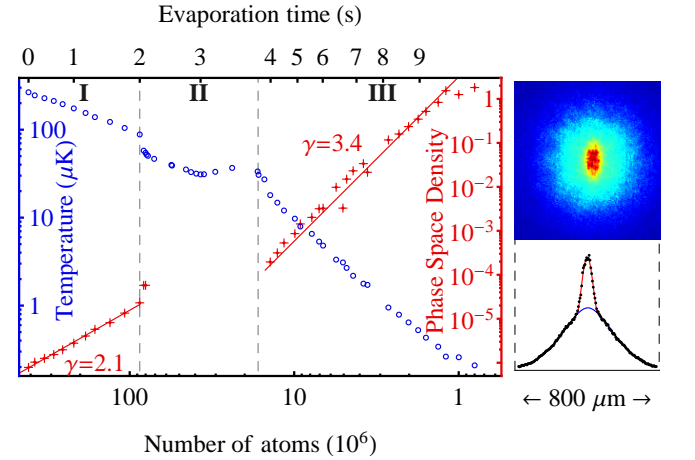 Evaporation time (s)
0 1 2 3 4 5 6 7 8 9
I II III
100
10
1
Temperature (μK)
γ=2.1
γ=3.4
Phase Space Density
1
10⁻¹
10⁻²
10⁻³
10⁻⁴
10⁻⁵
100 10 1
Number of atoms (10⁶)
← 800 μm →